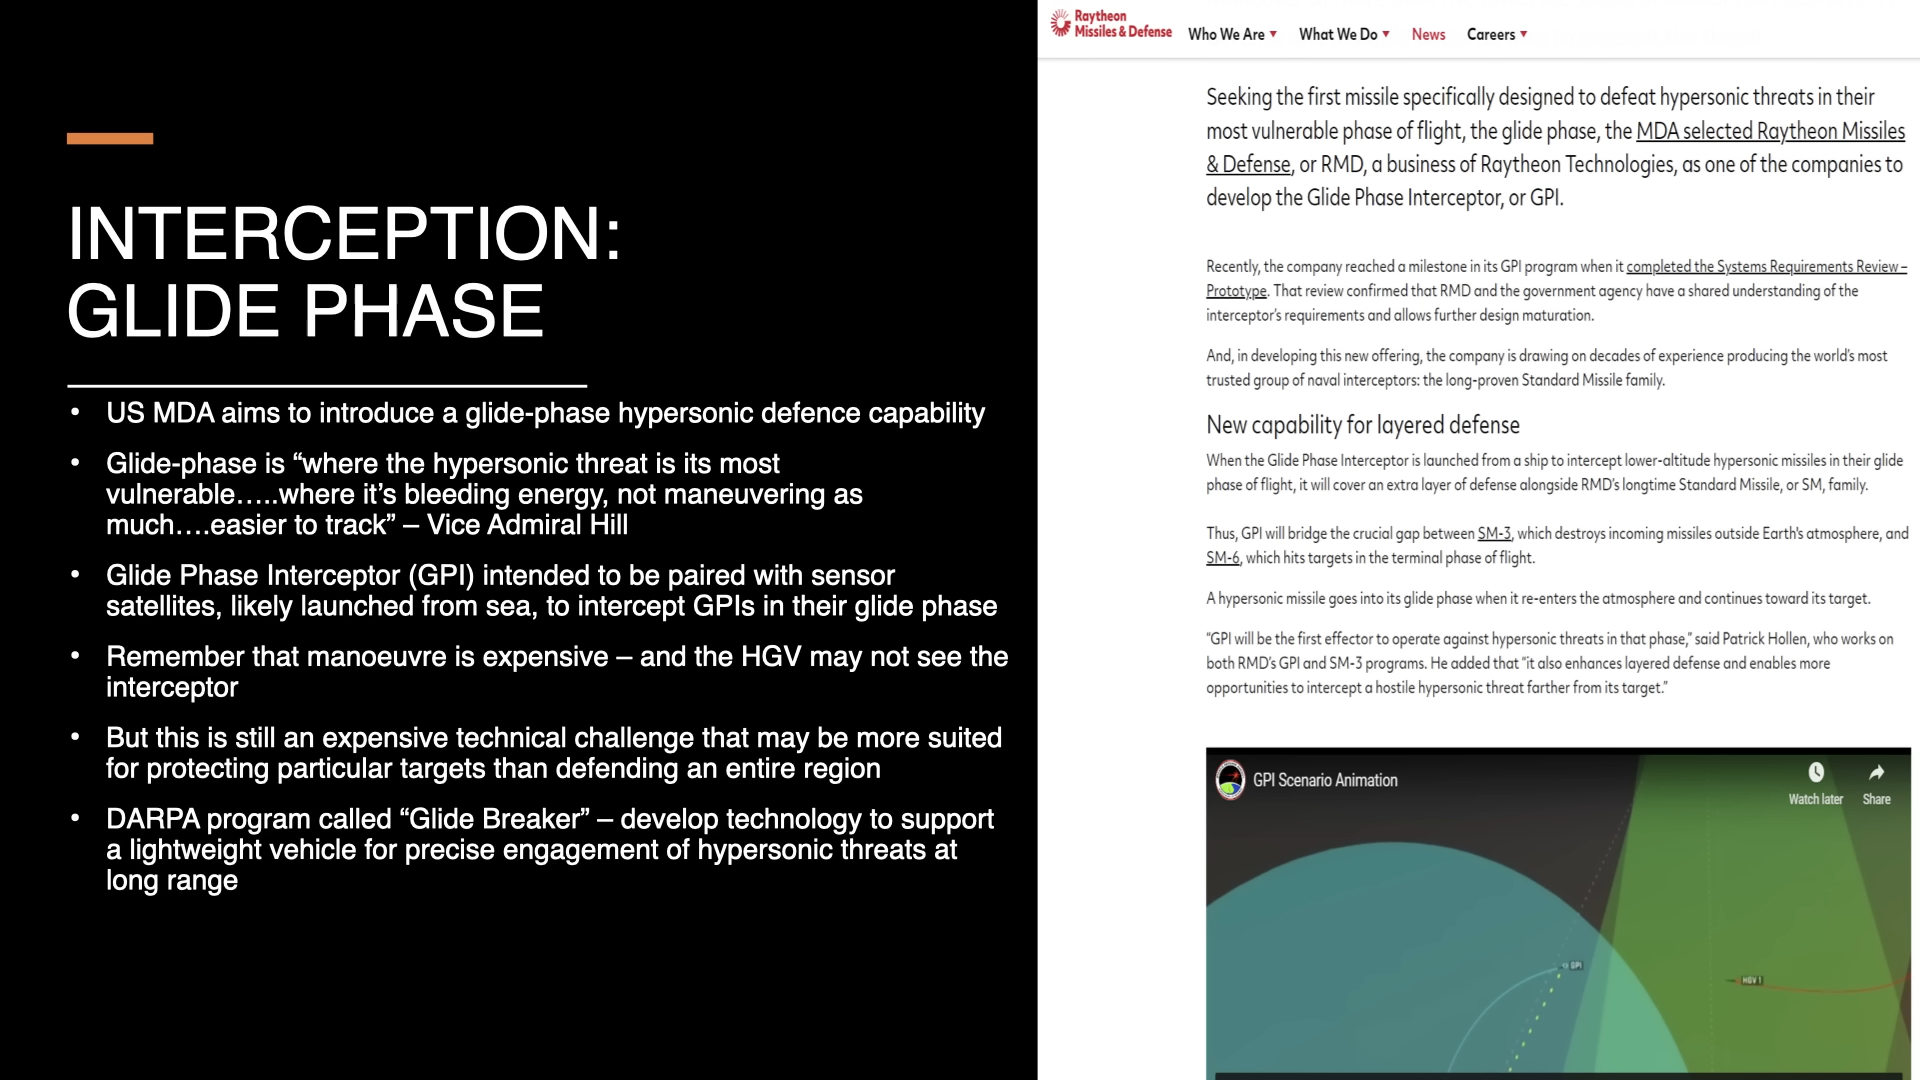 INTERCEPTION:
GLIDE PHASE
• US MDA aims to introduce a glide-phase hypersonic defence capability
• Glide-phase is “where the hypersonic threat is its most
vulnerable…..where it’s bleeding energy, not maneuvering as
much….easier to track” – Vice Admiral Hill
• Glide Phase Interceptor (GPI) intended to be paired with sensor
satellites, likely launched from sea, to intercept GPIs in their glide phase
• Remember that manoeuvre is expensive – and the HGV may not see the
interceptor
• But this is still an expensive technical challenge that may be more suited
for protecting particular targets than defending an entire region
• DARPA program called “Glide Breaker” – develop technology to support
a lightweight vehicle for precise engagement of hypersonic threats at
long range
Raytheon
Missiles & Defense
Who We Are What We Do News Careers
Seeking the first missile specifically designed to defeat hypersonic threats in their
most vulnerable phase of flight, the glide phase, the MDA selected Raytheon Missiles
& Defense, or RMD, a business of Raytheon Technologies, as one of the companies to
develop the Glide Phase Interceptor, or GPI.
Recently, the company reached a milestone in its GPI program when it completed the Systems Requirements Review –
Prototype. That review confirmed that RMD and the government agency have a shared understanding of the
interceptor’s requirements and allows further design maturation.
And, in developing this new offering, the company is drawing on decades of experience producing the world’s most
trusted group of naval interceptors: the long-proven Standard Missile family.
New capability for layered defense
When the Glide Phase Interceptor is launched from a ship to intercept lower-altitude hypersonic missiles in their glide
phase of flight, it will cover an extra layer of defense alongside RMD’s longtime Standard Missile, or SM, family.
Thus, GPI will bridge the crucial gap between SM-3, which destroys incoming missiles outside Earth’s atmosphere, and
SM-6, which hits targets in the terminal phase of flight.
A hypersonic missile goes into its glide phase when it re-enters the atmosphere and continues toward its target.
“GPI will be the first effector to operate against hypersonic threats in that phase,” said Patrick Hollen, who works on
both RMD’s GPI and SM-3 programs. He added that “it also enhances layered defense and enables more
opportunities to intercept a hostile hypersonic threat farther from its target.”
GPI Scenario Animation
Watch later Share
GPI
HGV 1